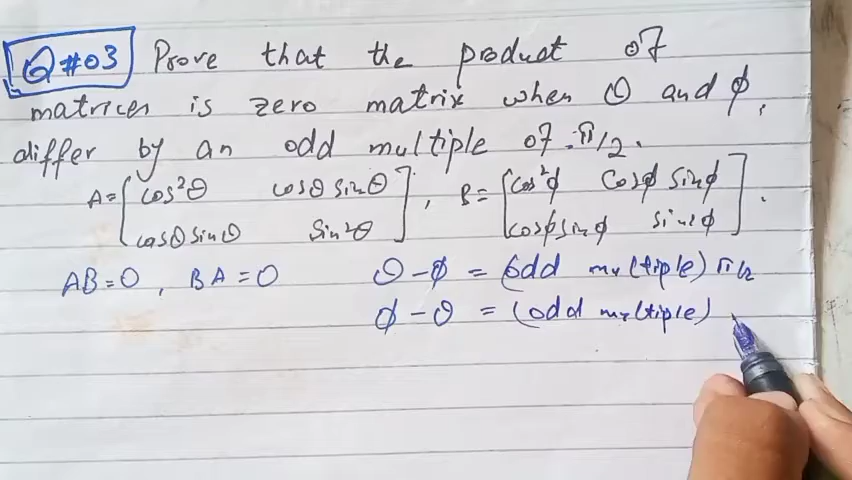 Q#03 Prove that the product of
matrices is zero matrix when θ and ϕ,
differ by an odd multiple of π/2.
A=[cos²θ cosθ sinθ], B=[cos²ϕ cosϕ sinϕ].
cosθ sinθ sin²θ cosϕ sinϕ sin²ϕ
AB=0, BA=0 θ-ϕ = (odd multiple) π/2
ϕ-θ = (odd multiple)